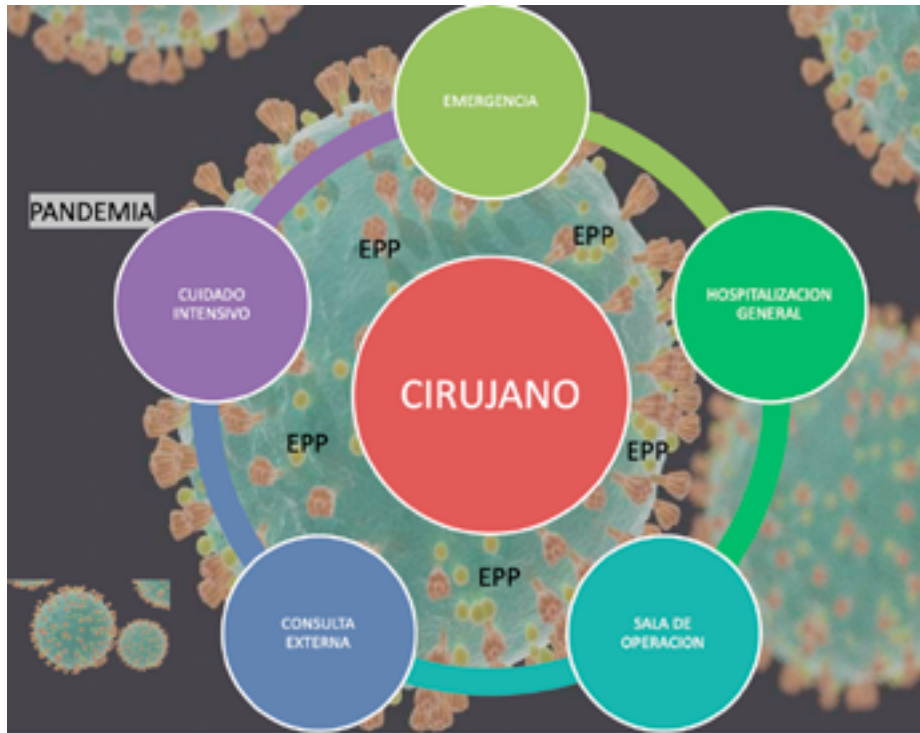 EMERGENCIA
PANDEMIA
EPP
EPP
CUIDADO
INTENSIVO
HOSPITALIZACION
GENERAL
CIRUJANO
EPP
EPP
EPP
CONSULTA
EXTERNA
SALA DE
OPERACION